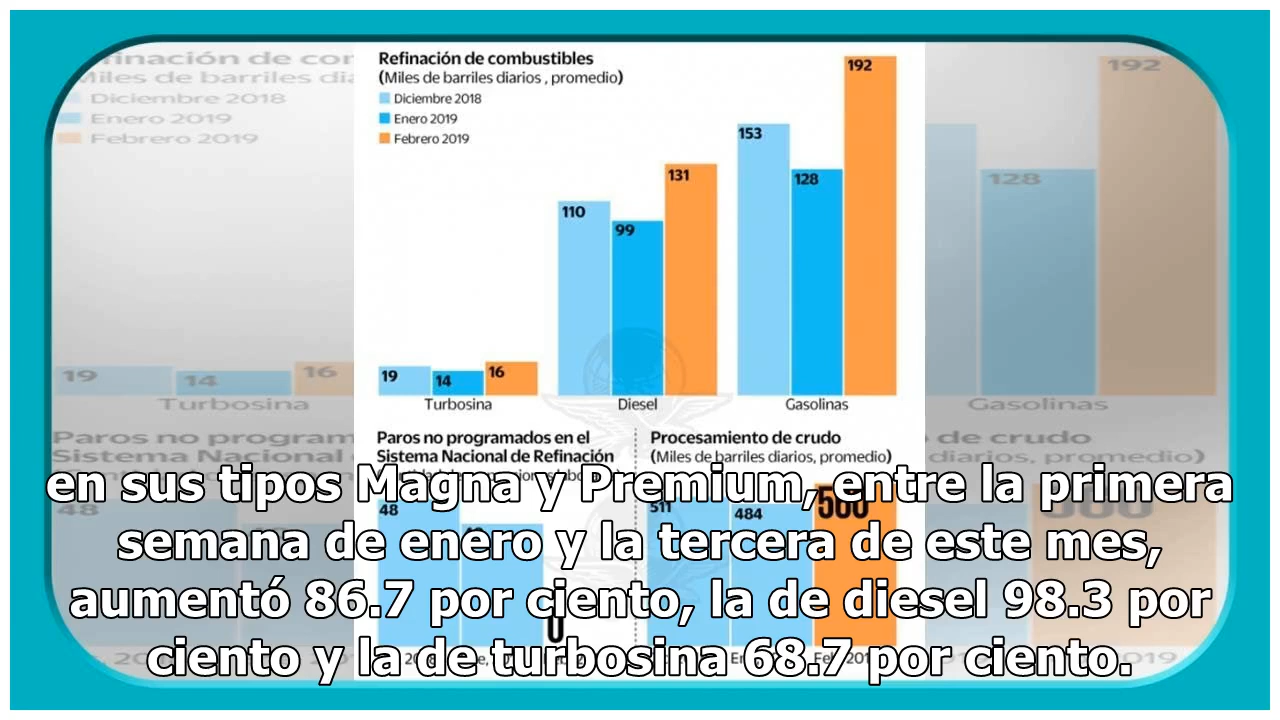 Refinación de combustibles
(Miles de barriles diarios , promedio)
Diciembre 2018
Enero 2019
Febrero 2019
192
153
128
131
110
99
19
14
16
Turbosina
Diesel
Gasolinas
Paros no programados en el
Sistema Nacional de Refinación
Procesamiento de crudo
(Miles de barriles diarios, promedio)
48
0
511
484
en sus tipos Magna y Premium, entre la primera
semana de enero y la tercera de este mes,
aumentó 86.7 por ciento, la de diesel 98.3 por
ciento y la de turbosina 68.7 por ciento.